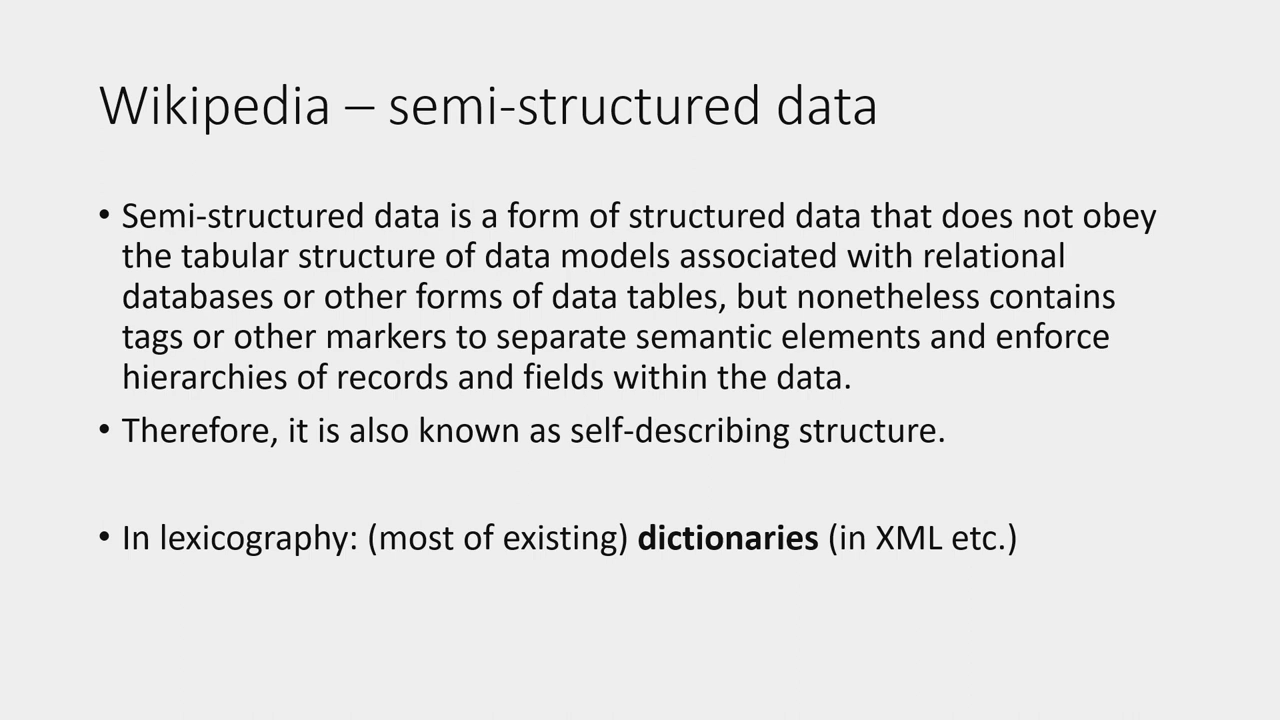 Wikipedia – semi-structured data
• Semi-structured data is a form of structured data that does not obey
the tabular structure of data models associated with relational
databases or other forms of data tables, but nonetheless contains
tags or other markers to separate semantic elements and enforce
hierarchies of records and fields within the data.
• Therefore, it is also known as self-describing structure.
• In lexicography: (most of existing) dictionaries (in XML etc.)